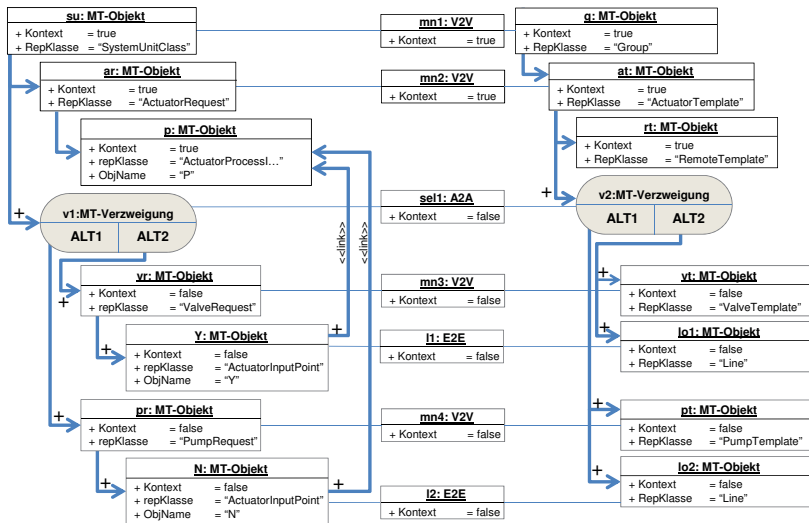 su: MT-Objekt
+ Kontext = true
+ RepKlasse = “SystemUnitClass”
mn1: V2V
+ Kontext = true
g: MT-Objekt
+ Kontext = true
+ RepKlasse = “Group”
ar: MT-Objekt
+ Kontext = true
+ RepKlasse = “ActuatorRequest”
mn2: V2V
+ Kontext = true
at: MT-Objekt
+ Kontext = true
+ RepKlasse = “ActuatorTemplate”
p: MT-Objekt
+ Kontext = true
+ repKlasse = “ActuatorProcessI...”
+ ObjName = “P”
rt: MT-Objekt
+ Kontext = true
+ RepKlasse = “RemoteTemplate”
+
v1:MT-Verzweigung
ALT1 ALT2
sel1: A2A
+ Kontext = false
+
v2:MT-Verzweigung
ALT1 ALT2
<<link>>
<<link>>
vr: MT-Objekt
+ Kontext = false
+ repKlasse = “ValveRequest”
+
mn3: V2V
+ Kontext = false
+
vt: MT-Objekt
+ Kontext = false
+ RepKlasse = “ValveTemplate”
Y: MT-Objekt
+ Kontext = false
+ repKlasse = “ActuatorInputPoint”
+ ObjName = “Y”
+
l1: E2E
+ Kontext = false
+
lo1: MT-Objekt
+ Kontext = false
+ RepKlasse = “Line”
+
pr: MT-Objekt
+ Kontext = false
+ repKlasse = “PumpRequest”
mn4: V2V
+ Kontext = false
+
pt: MT-Objekt
+ Kontext = false
+ RepKlasse = “PumpTemplate”
N: MT-Objekt
+ Kontext = false
+ repKlasse = “ActuatorInputPoint”
+ ObjName = “N”
+
l2: E2E
+ Kontext = false
+
lo2: MT-Objekt
+ Kontext = false
+ RepKlasse = “Line”